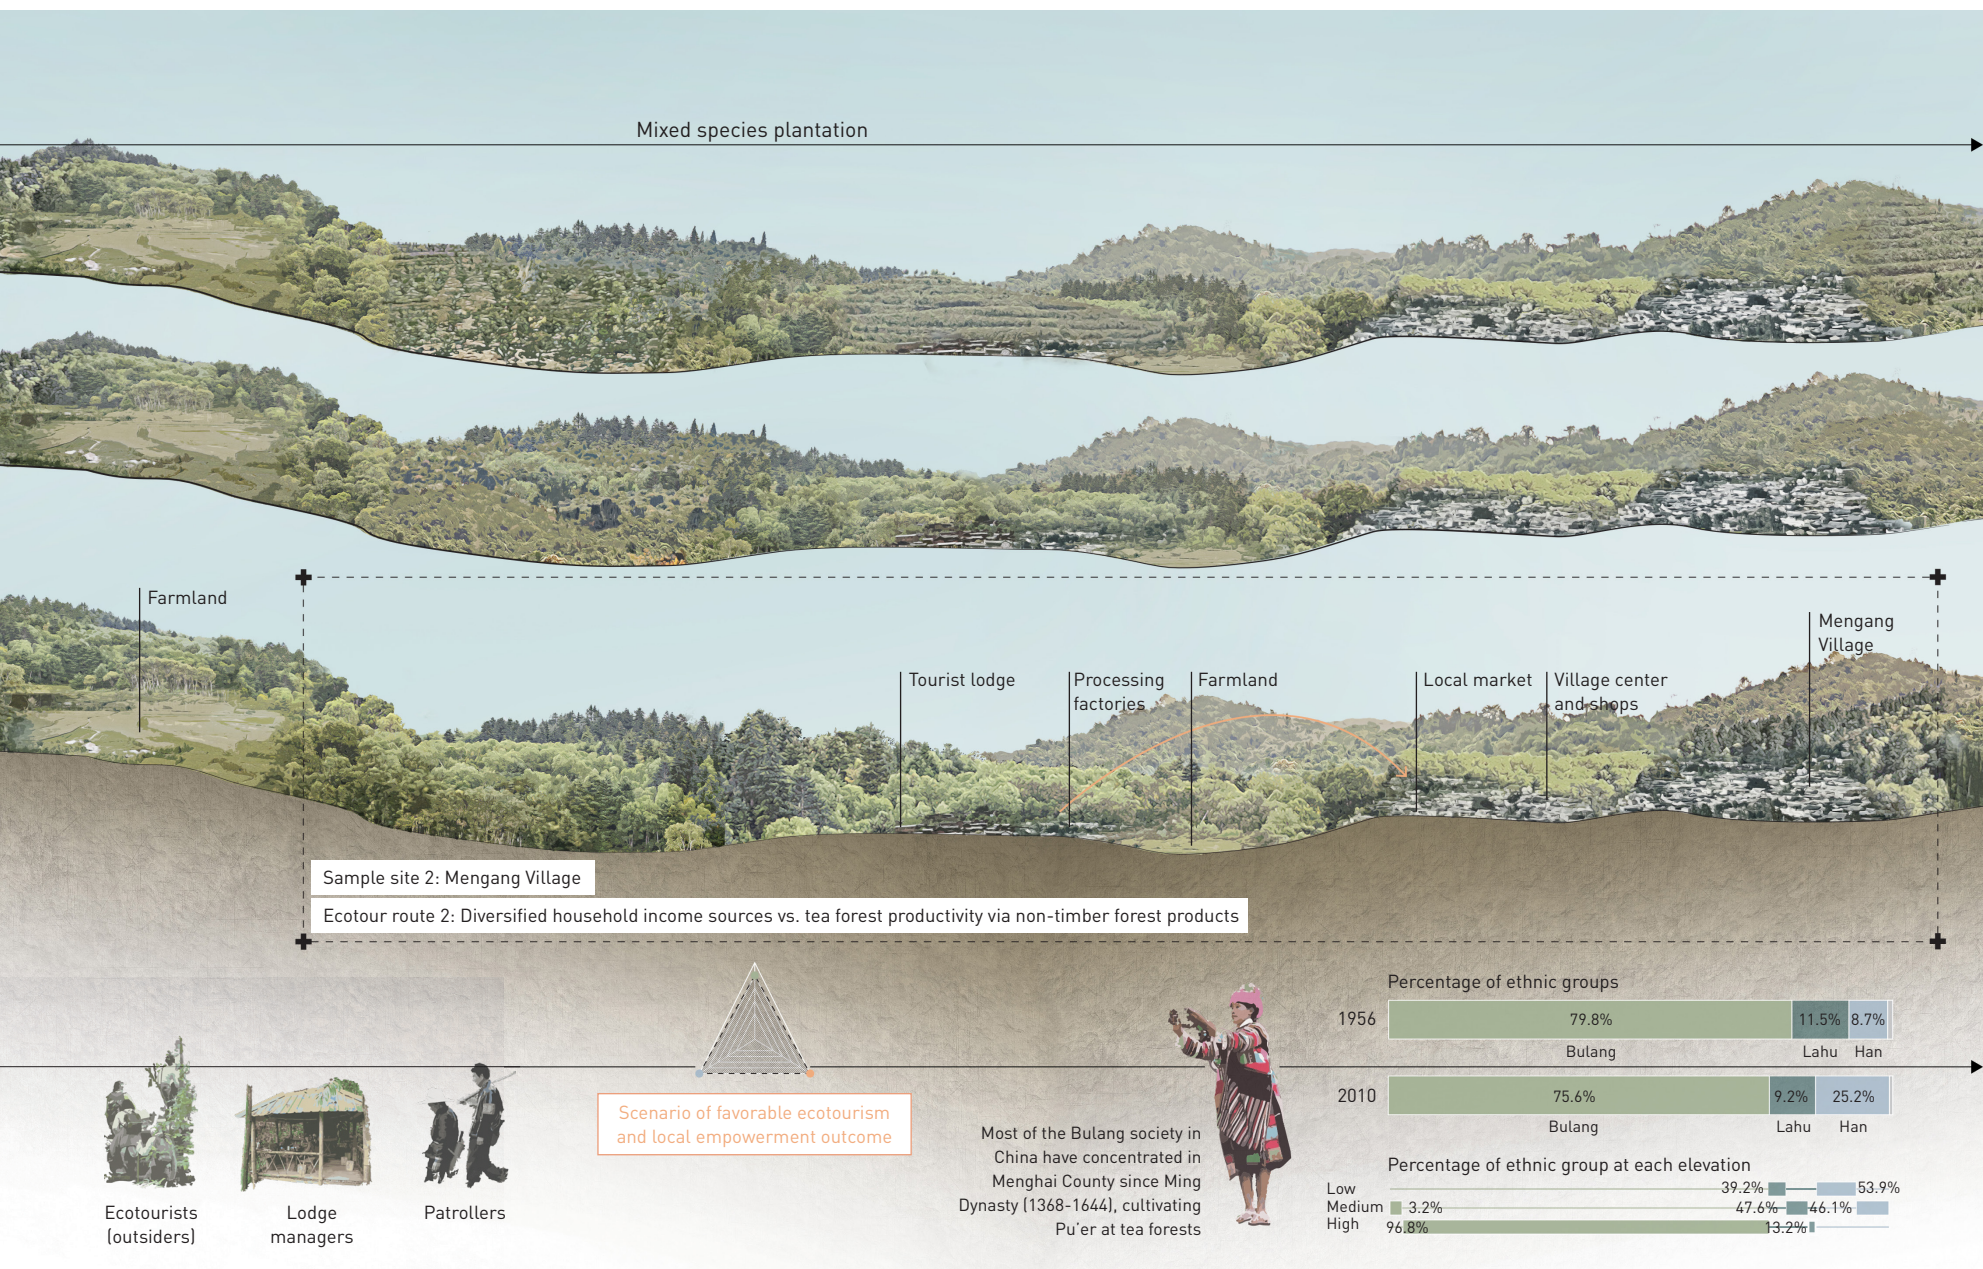 Mixed species plantation
Farmland
Mengang
Village
Tourist lodge
Processing
factories
Farmland
Local market
Village center
and shops
Sample site 2: Mengang Village
Ecotour route 2: Diversified household income sources vs. tea forest productivity via non-timber forest products
Ecotourists
(outsiders)
Lodge
managers
Patrollers
Scenario of favorable ecotourism
and local empowerment outcome
Most of the Bulang society in
China have concentrated in
Menghai County since Ming
Dynasty (1368-1644), cultivating
Pu'er at tea forests
Percentage of ethnic groups
1956 79.8% 11.5% 8.7%
Bulang Lahu Han
2010 75.6% 9.2% 25.2%
Bulang Lahu Han
Percentage of ethnic group at each elevation
Low 39.2% 53.9%
Medium 3.2% 47.6% 46.1%
High 96.8% 13.2%